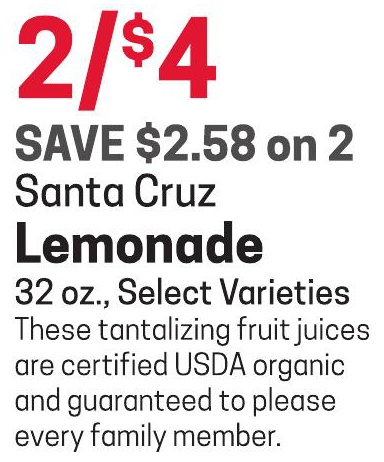 2/$4
SAVE $2.58 on 2
Santa Cruz
Lemonade
32 oz., Select Varieties
These tantalizing fruit juices
are certified USDA organic
and guaranteed to please
every family member.